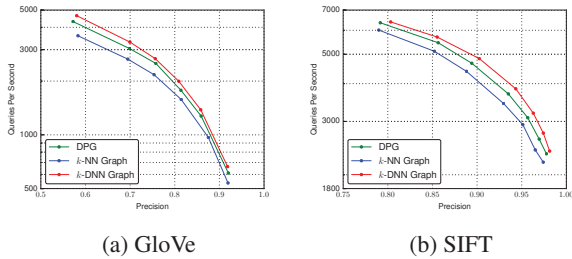 5000
3000
1000
500
Queries Per Second
DPG
k-NN Graph
k-DNN Graph
0.5 0.6 0.7 0.8 0.9 1.0
Precision
(a) GloVe
7000
5000
3000
1800
Queries Per Second
DPG
k-NN Graph
k-DNN Graph
0.75 0.80 0.85 0.90 0.95 1.00
Precision
(b) SIFT